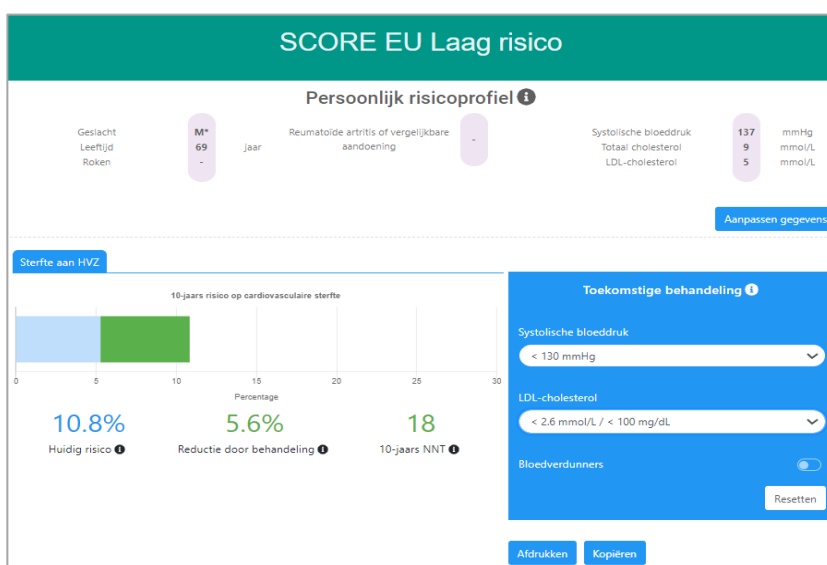 SCORE EU Laag risico
Persoonlijk risicoprofiel
Geslacht M*
Leeftijd 69 jaar
Roken -
Reumatoïde artritis of vergelijkbare
aandoening -
Systolische bloeddruk 137 mmHg
Totaal cholesterol 9 mmol/L
LDL-cholesterol 5 mmol/L
Aanpassen gegevens
Sterfte aan HVZ
10-jaars risico op cardiovasculaire sterfte
0 5 10 15 20 25 30
Percentage
10.8% 5.6% 18
Huidig risico Reductie door behandeling 10-jaars NNT
Toekomstige behandeling
Systolische bloeddruk
< 130 mmHg
LDL-cholesterol
< 2.6 mmol/L / < 100 mg/dL
Bloedverdunners
Resetten
Afdrukken Kopiëren